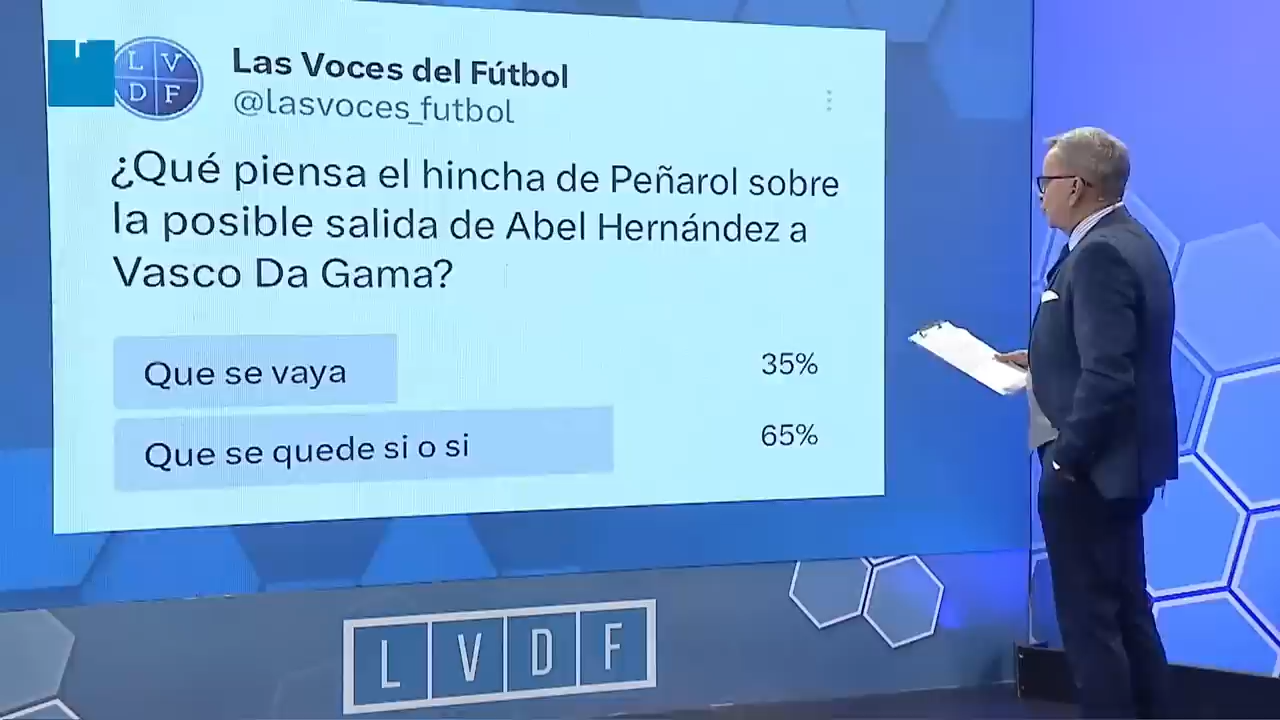 L V
D F
Las Voces del Fútbol
@lasvoces_futbol
¿Qué piensa el hincha de Peñarol sobre
la posible salida de Abel Hernández a
Vasco Da Gama?
Que se vaya 35%
Que se quede si o si 65%
L V D F